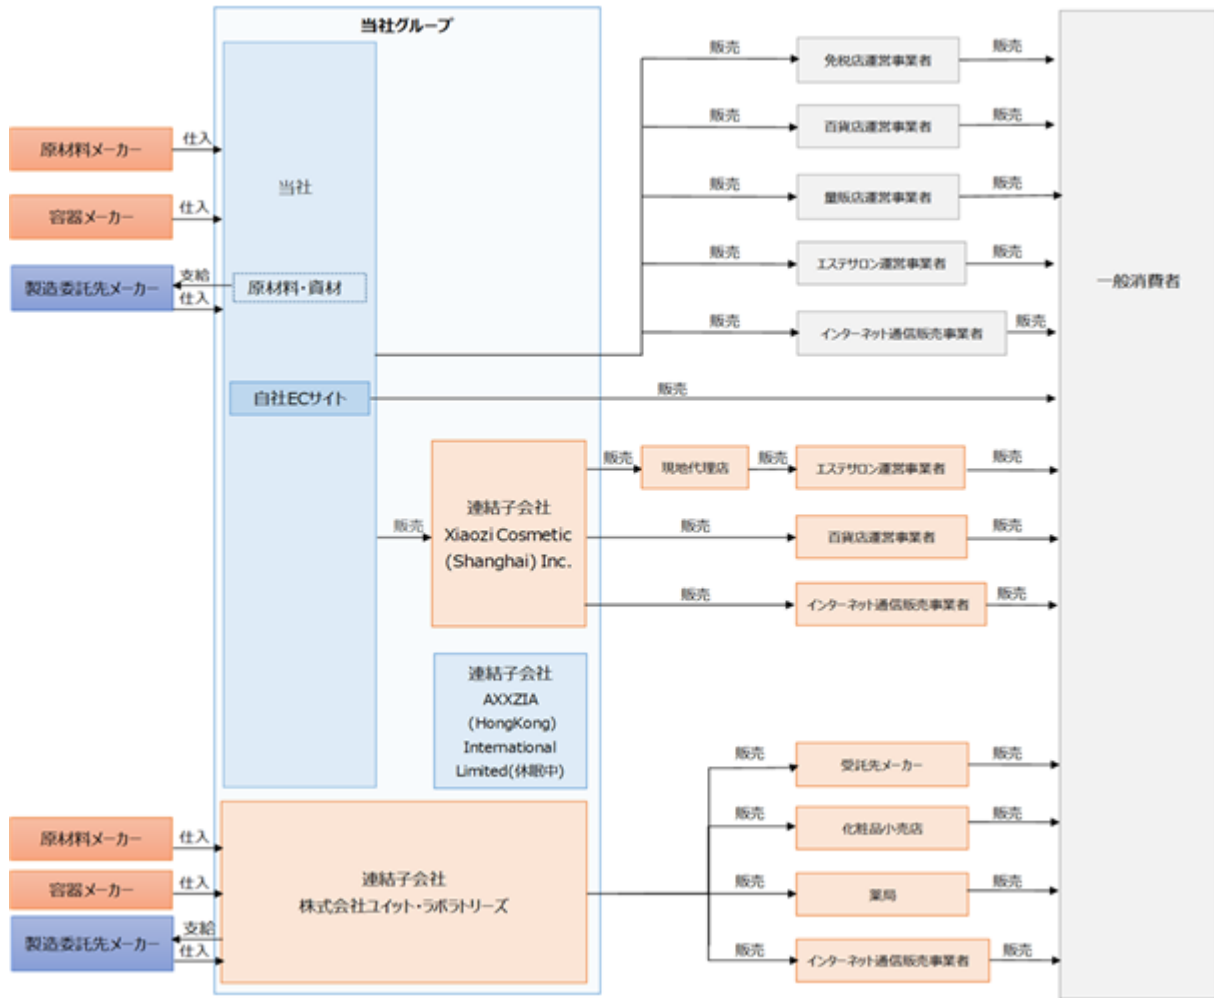 当社グループ
当社
原材料メーカー
仕入
容器メーカー
仕入
製造委託先メーカー
支給
仕入
原材料・資材
自社ECサイト
販売
販売
免税店運営事業者
販売
販売
百貨店運営事業者
販売
販売
量販店運営事業者
販売
販売
エステサロン運営事業者
販売
販売
インターネット通信販売事業者
販売
一般消費者
販売
連結子会社
Xiaozi Cosmetic
(Shanghai) Inc.
販売
現地代理店
販売
エステサロン運営事業者
販売
販売
百貨店運営事業者
販売
販売
インターネット通信販売事業者
販売
連結子会社
AXXZIA
(HongKong)
International
Limited(休眠中)
原材料メーカー
仕入
容器メーカー
仕入
製造委託先メーカー
支給
仕入
連結子会社
株式会社ユイット・ラボラトリーズ
販売
受託先メーカー
販売
販売
化粧品小売店
販売
販売
薬局
販売
販売
インターネット通信販売事業者
販売